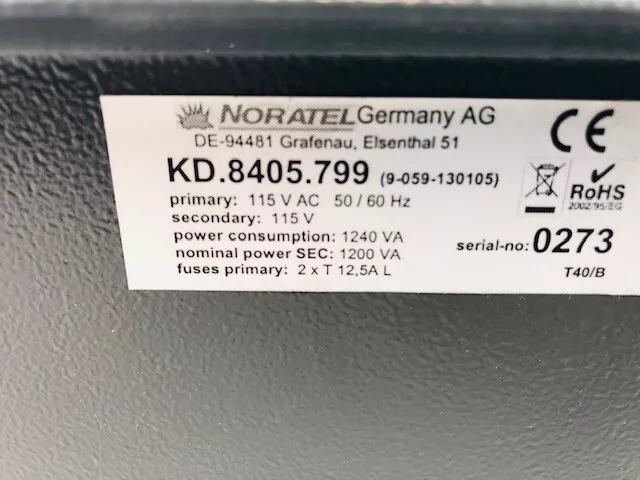 NORATEL Germany AG
DE-94481 Grafenau, Elsenthal 51
KD.8405.799 (9-059-130105)
primary: 115 V AC 50 / 60 Hz
secondary: 115 V
power consumption: 1240 VA
nominal power SEC: 1200 VA
fuses primary: 2 x T 12,5A L
CE
RoHS
2002/95/EG
serial-no: 0273
T40/B